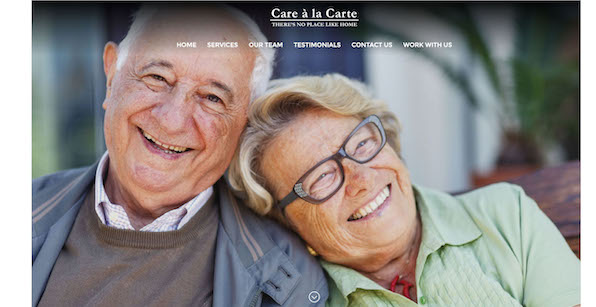 Care à la Carte
THERE'S NO PLACE LIKE HOME
HOME SERVICES OUR TEAM TESTIMONIALS CONTACT US WORK WITH US